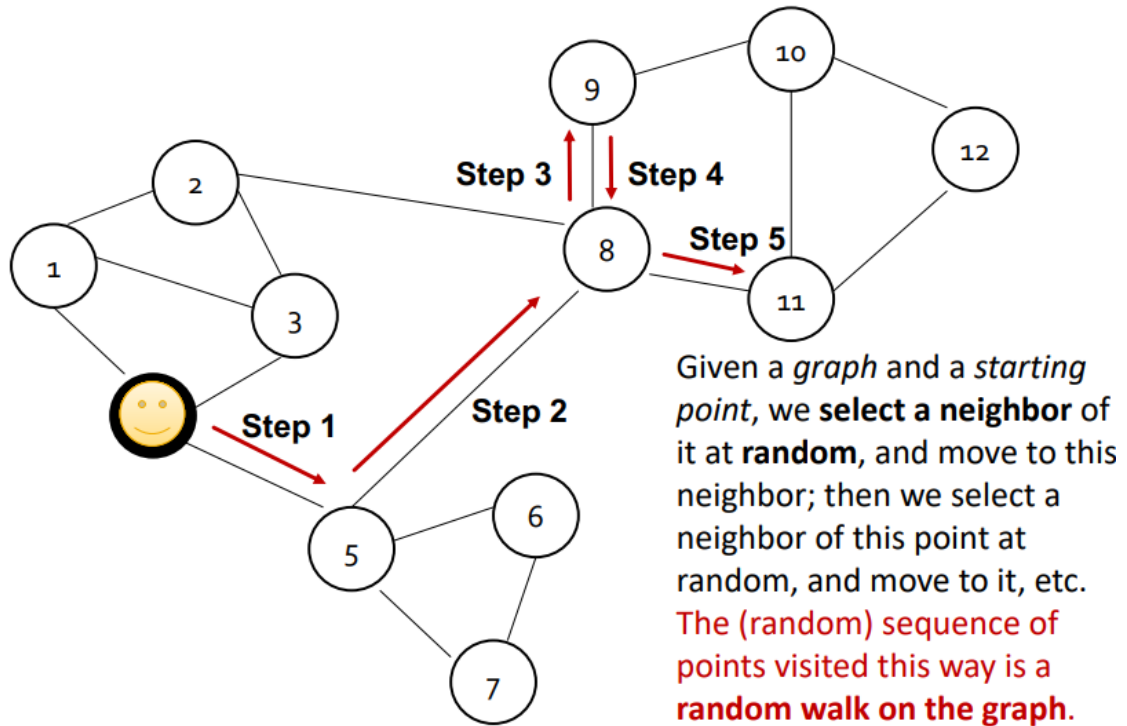 10
9
12
Step 3
Step 4
2
8
Step 5
1
3
11
Given a graph and a starting
point, we select a neighbor of
it at random, and move to this
neighbor; then we select a
neighbor of this point at
random, and move to it, etc.
The (random) sequence of
points visited this way is a
random walk on the graph.
Step 1
Step 2
6
5
7